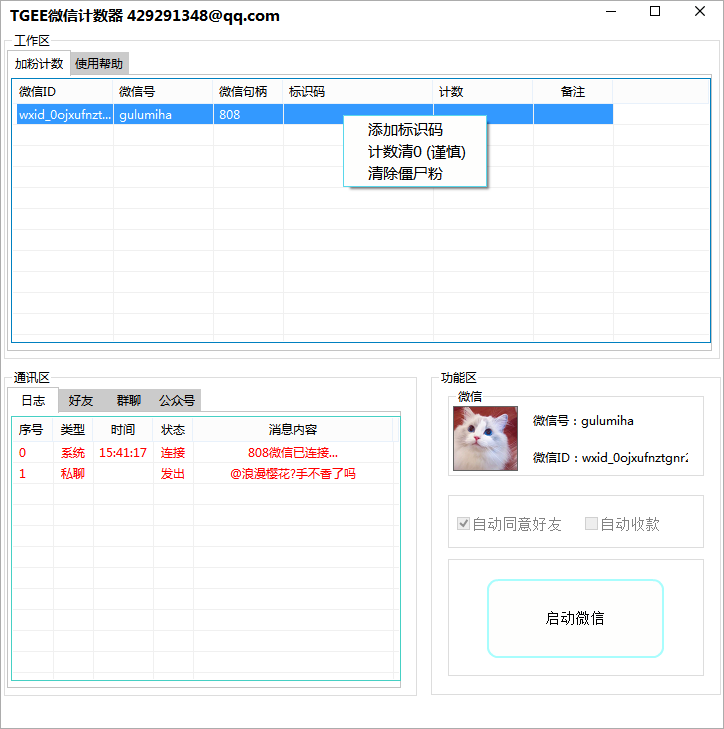 TGEE微信计数器 429291348@qq.com
工作区
加粉计数 使用帮助
微信ID 微信号 微信句柄 标识码 计数 备注
wxid_0ojxufnzt... gulumiha 808
添加标识码
计数清0 (谨慎)
清除僵尸粉
通讯区
日志 好友 群聊 公众号
序号 类型 时间 状态 消息内容
0 系统 15:41:17 连接 808微信已连接...
1 私聊 发出 @浪漫樱花?手不香了吗
功能区
微信
微信号：gulumiha
微信ID：wxid_0ojxufnztgnr2
自动同意好友 自动收款
启动微信